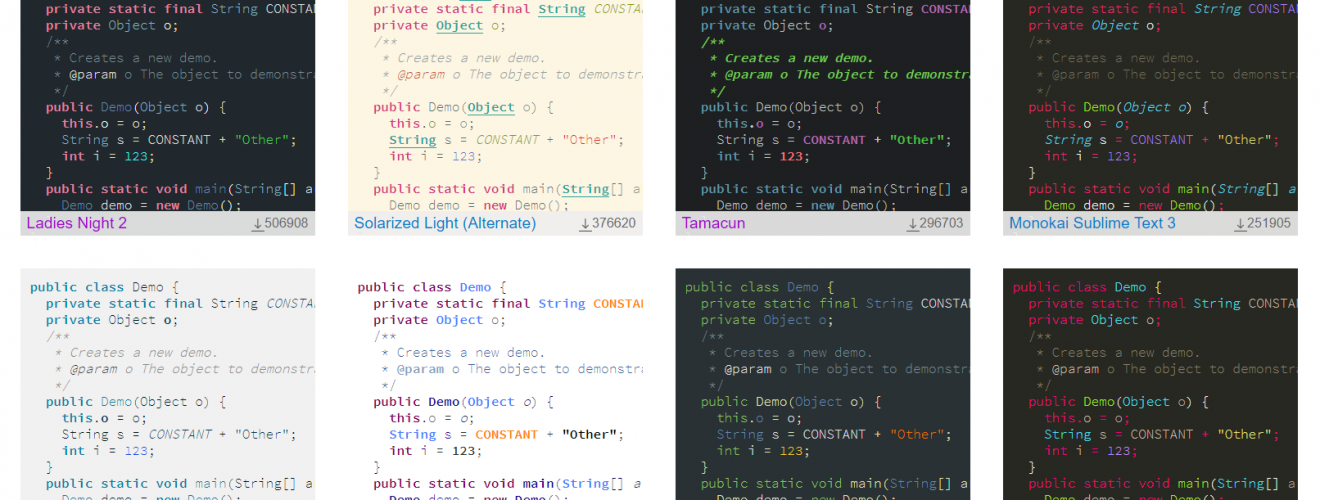 private static final String CONSTA
private Object o;
/**
* Creates a new demo.
* @param o The object to demonstra
*/
public Demo(Object o) {
this.o = o;
String s = CONSTANT + "Other";
int i = 123;
}
public static void main(String[] a
Demo demo = new Demo();
Ladies Night 2
506908
private static final String CONSTA
private Object o;
/**
* Creates a new demo.
* @param o The object to demonstra
*/
public Demo(Object o) {
this.o = o;
String s = CONSTANT + "Other";
int i = 123;
}
public static void main(String[] a
Demo demo = new Demo();
Solarized Light (Alternate)
376620
private static final String CONSTA
private Object o;
/**
* Creates a new demo.
* @param o The object to demonstra
*/
public Demo(Object o) {
this.o = o;
String s = CONSTANT + "Other";
int i = 123;
}
public static void main(String[] a
Demo demo = new Demo();
Tamacun
296703
private static final String CONSTA
private Object o;
/**
* Creates a new demo.
* @param o The object to demonstra
*/
public Demo(Object o) {
this.o = o;
String s = CONSTANT + "Other";
int i = 123;
}
public static void main(String[] a
Demo demo = new Demo();
Monokai Sublime Text 3
251905
public class Demo {
private static final String CONSTA
private Object o;
/**
* Creates a new demo.
* @param o The object to demonstra
*/
public Demo(Object o) {
this.o = o;
String s = CONSTANT + "Other";
int i = 123;
}
public static void main(String[] a
Demo demo = new Demo();
public class Demo {
private static final String CONSTA
private Object o;
/**
* Creates a new demo.
* @param o The object to demonstra
*/
public Demo(Object o) {
this.o = o;
String s = CONSTANT + "Other";
int i = 123;
}
public static void main(String[] a
Demo demo = new Demo();
public class Demo {
private static final String CONSTA
private Object o;
/**
* Creates a new demo.
* @param o The object to demonstra
*/
public Demo(Object o) {
this.o = o;
String s = CONSTANT + "Other";
int i = 123;
}
public static void main(String[] a
Demo demo = new Demo();
public class Demo {
private static final String CONSTA
private Object o;
/**
* Creates a new demo.
* @param o The object to demonstra
*/
public Demo(Object o) {
this.o = o;
String s = CONSTANT + "Other";
int i = 123;
}
public static void main(String[] a
Demo demo = new Demo();